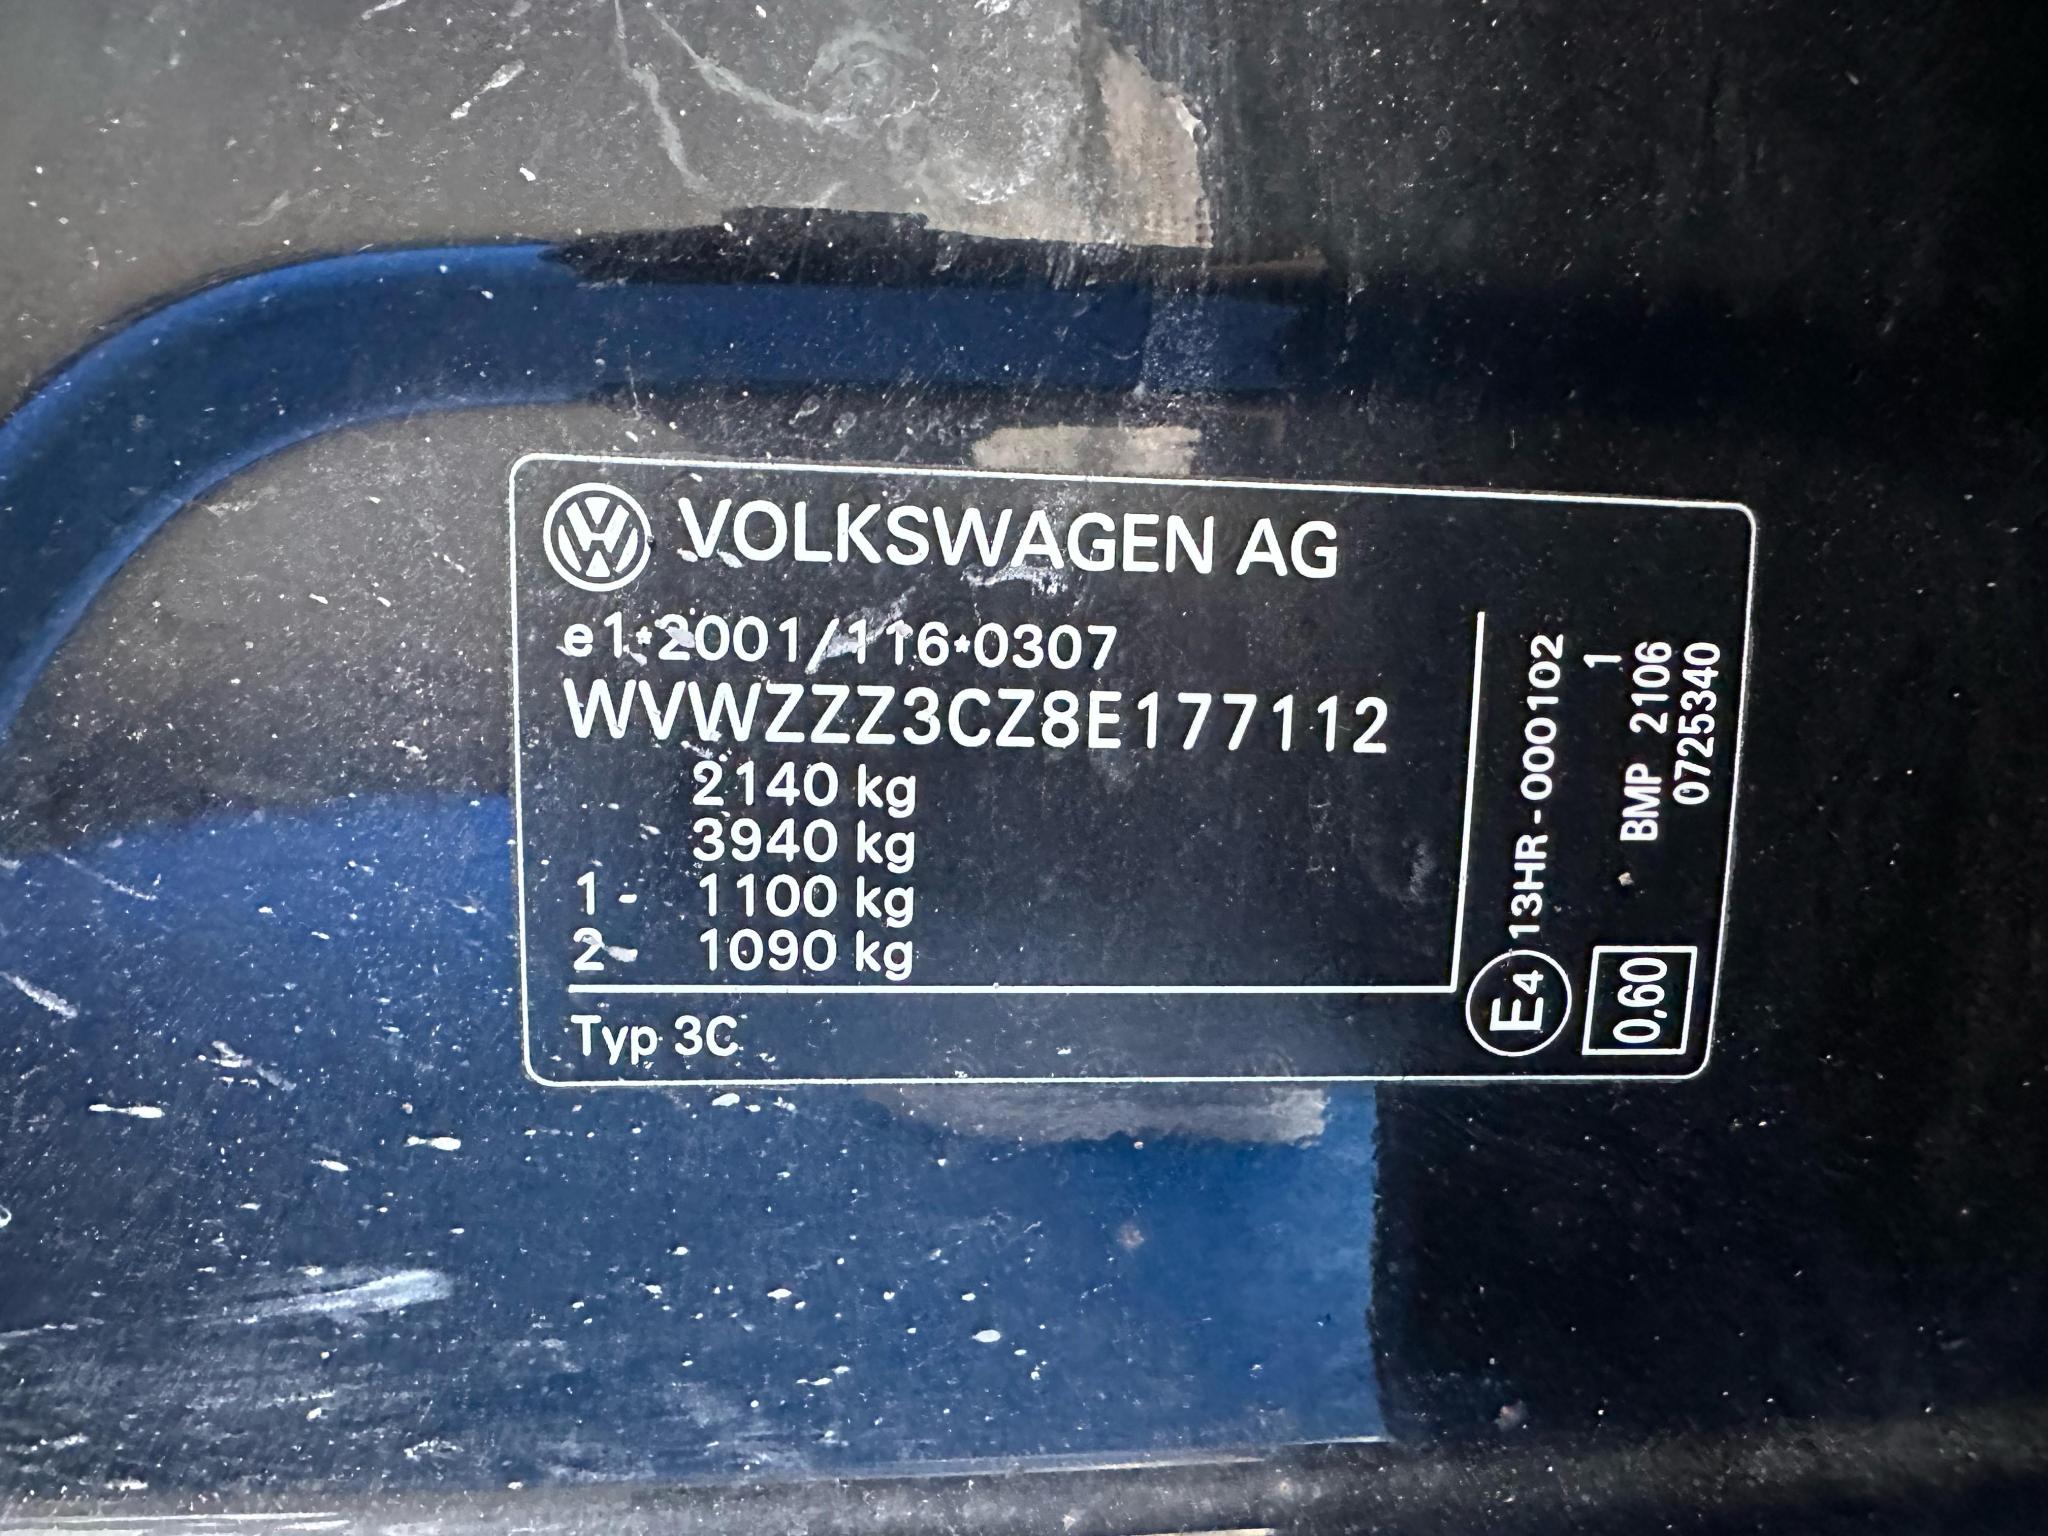 VOLKSWAGEN AG
e1*2001/116*0307
WVWZZZ3CZ8E177112
2140 kg
3940 kg
1 - 1100 kg
2 - 1090 kg
Typ 3C
E4 13HR-000102
1
BMP 2106
0725340
0,60